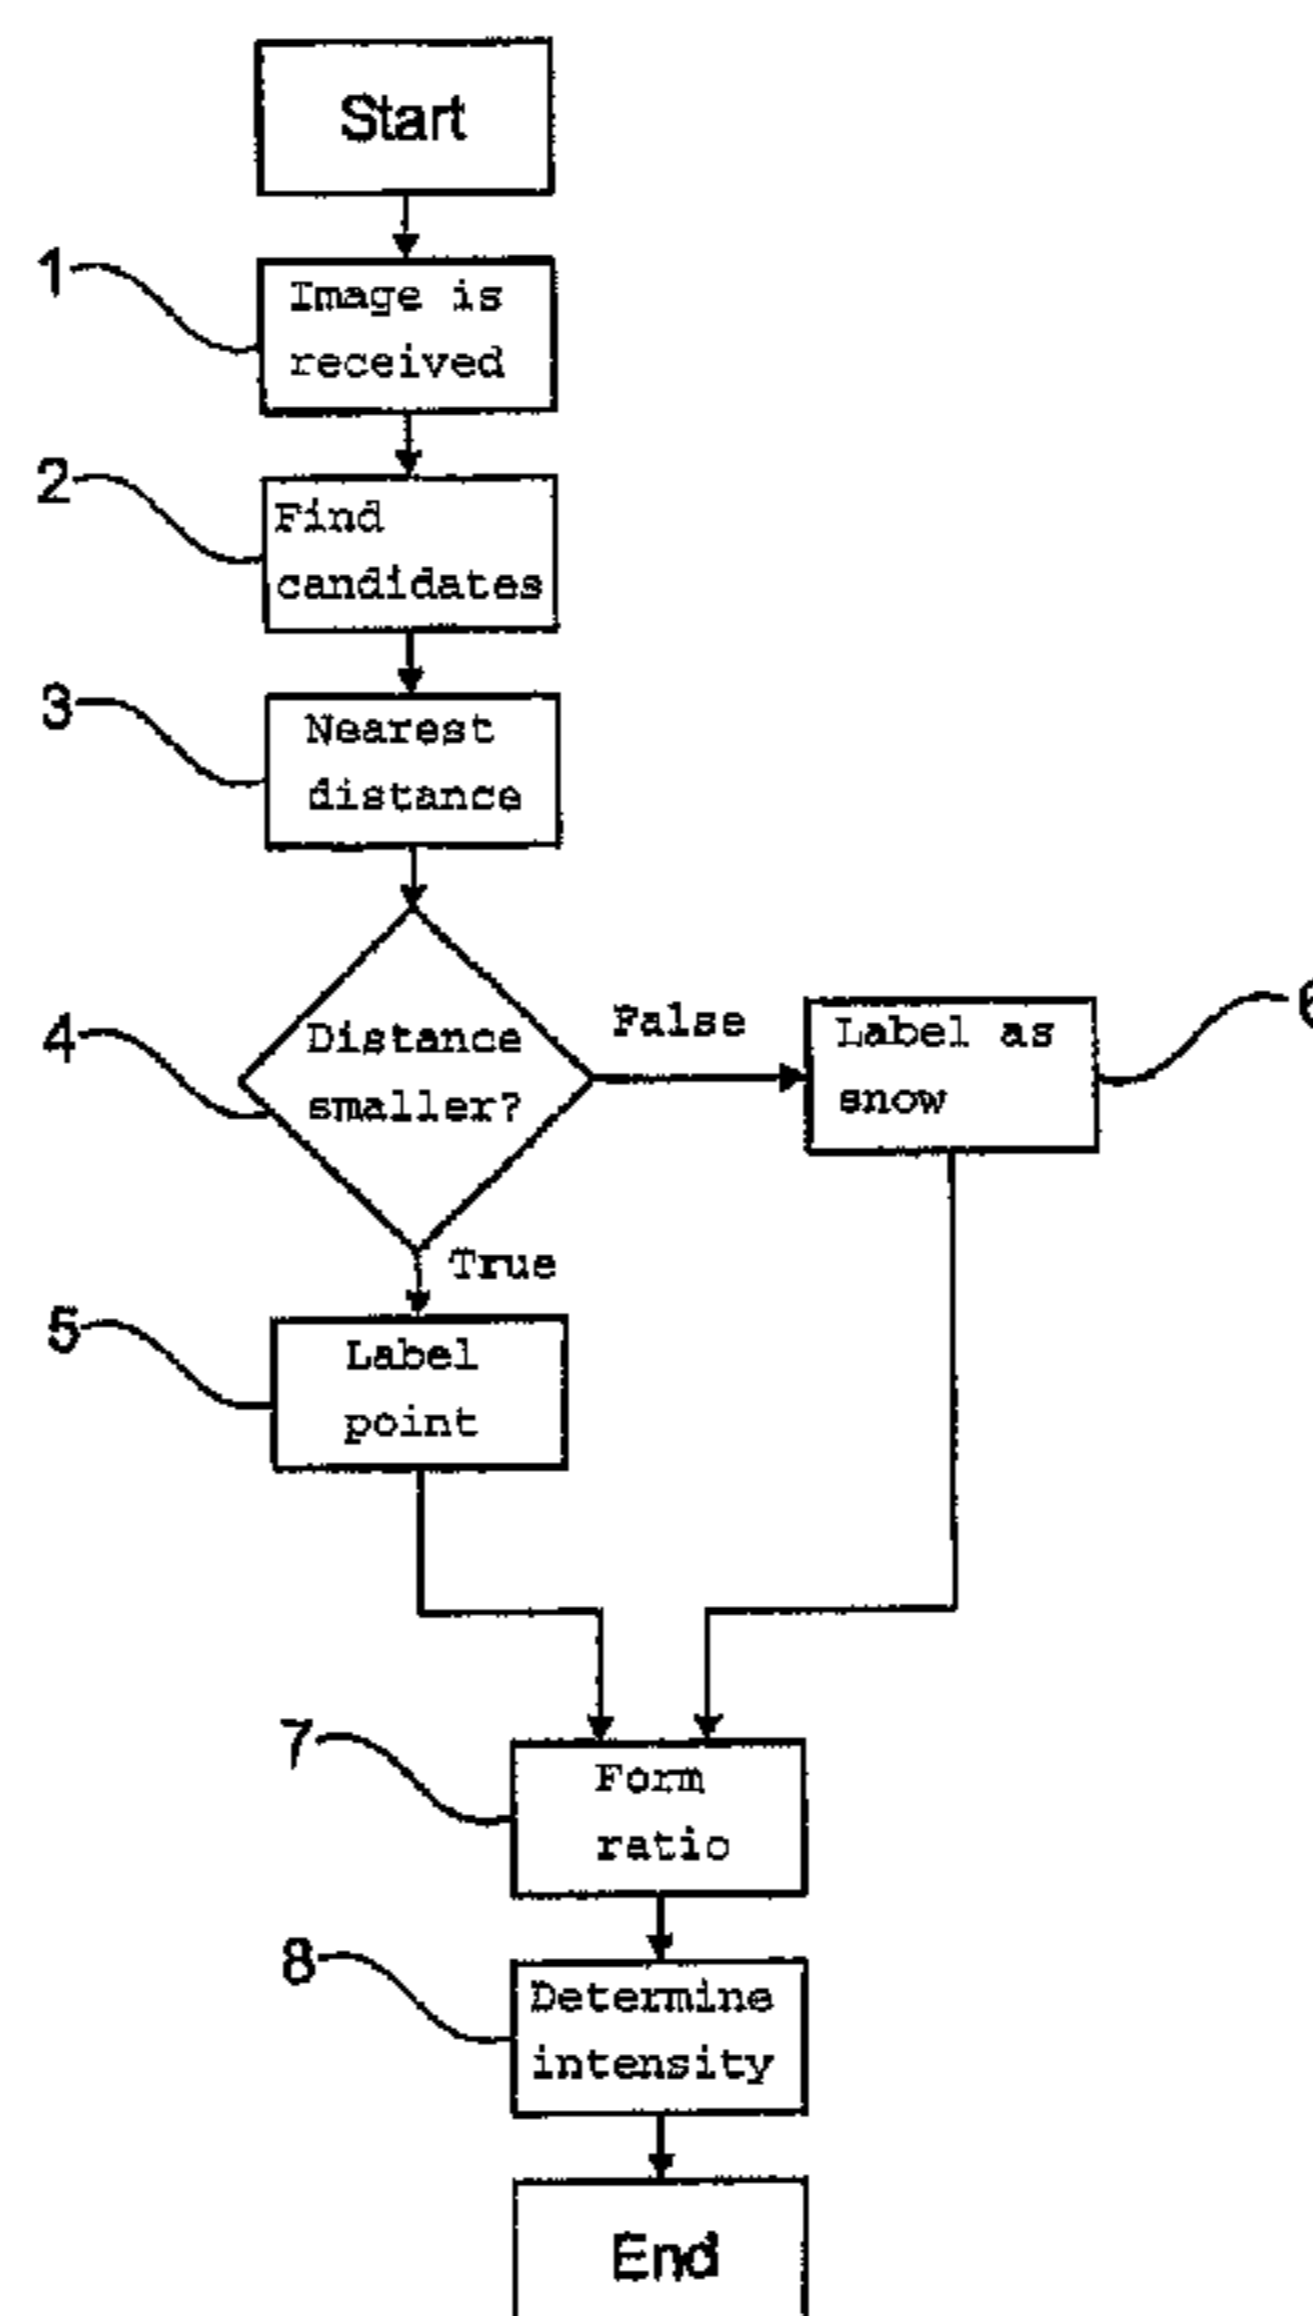 Start
1
Image is
received
2
Find
candidates
3
Nearest
distance
4
Distance
smaller?
False
Label as
snow
6
True
5
Label
point
7
Form
ratio
8
Determine
intensity
End